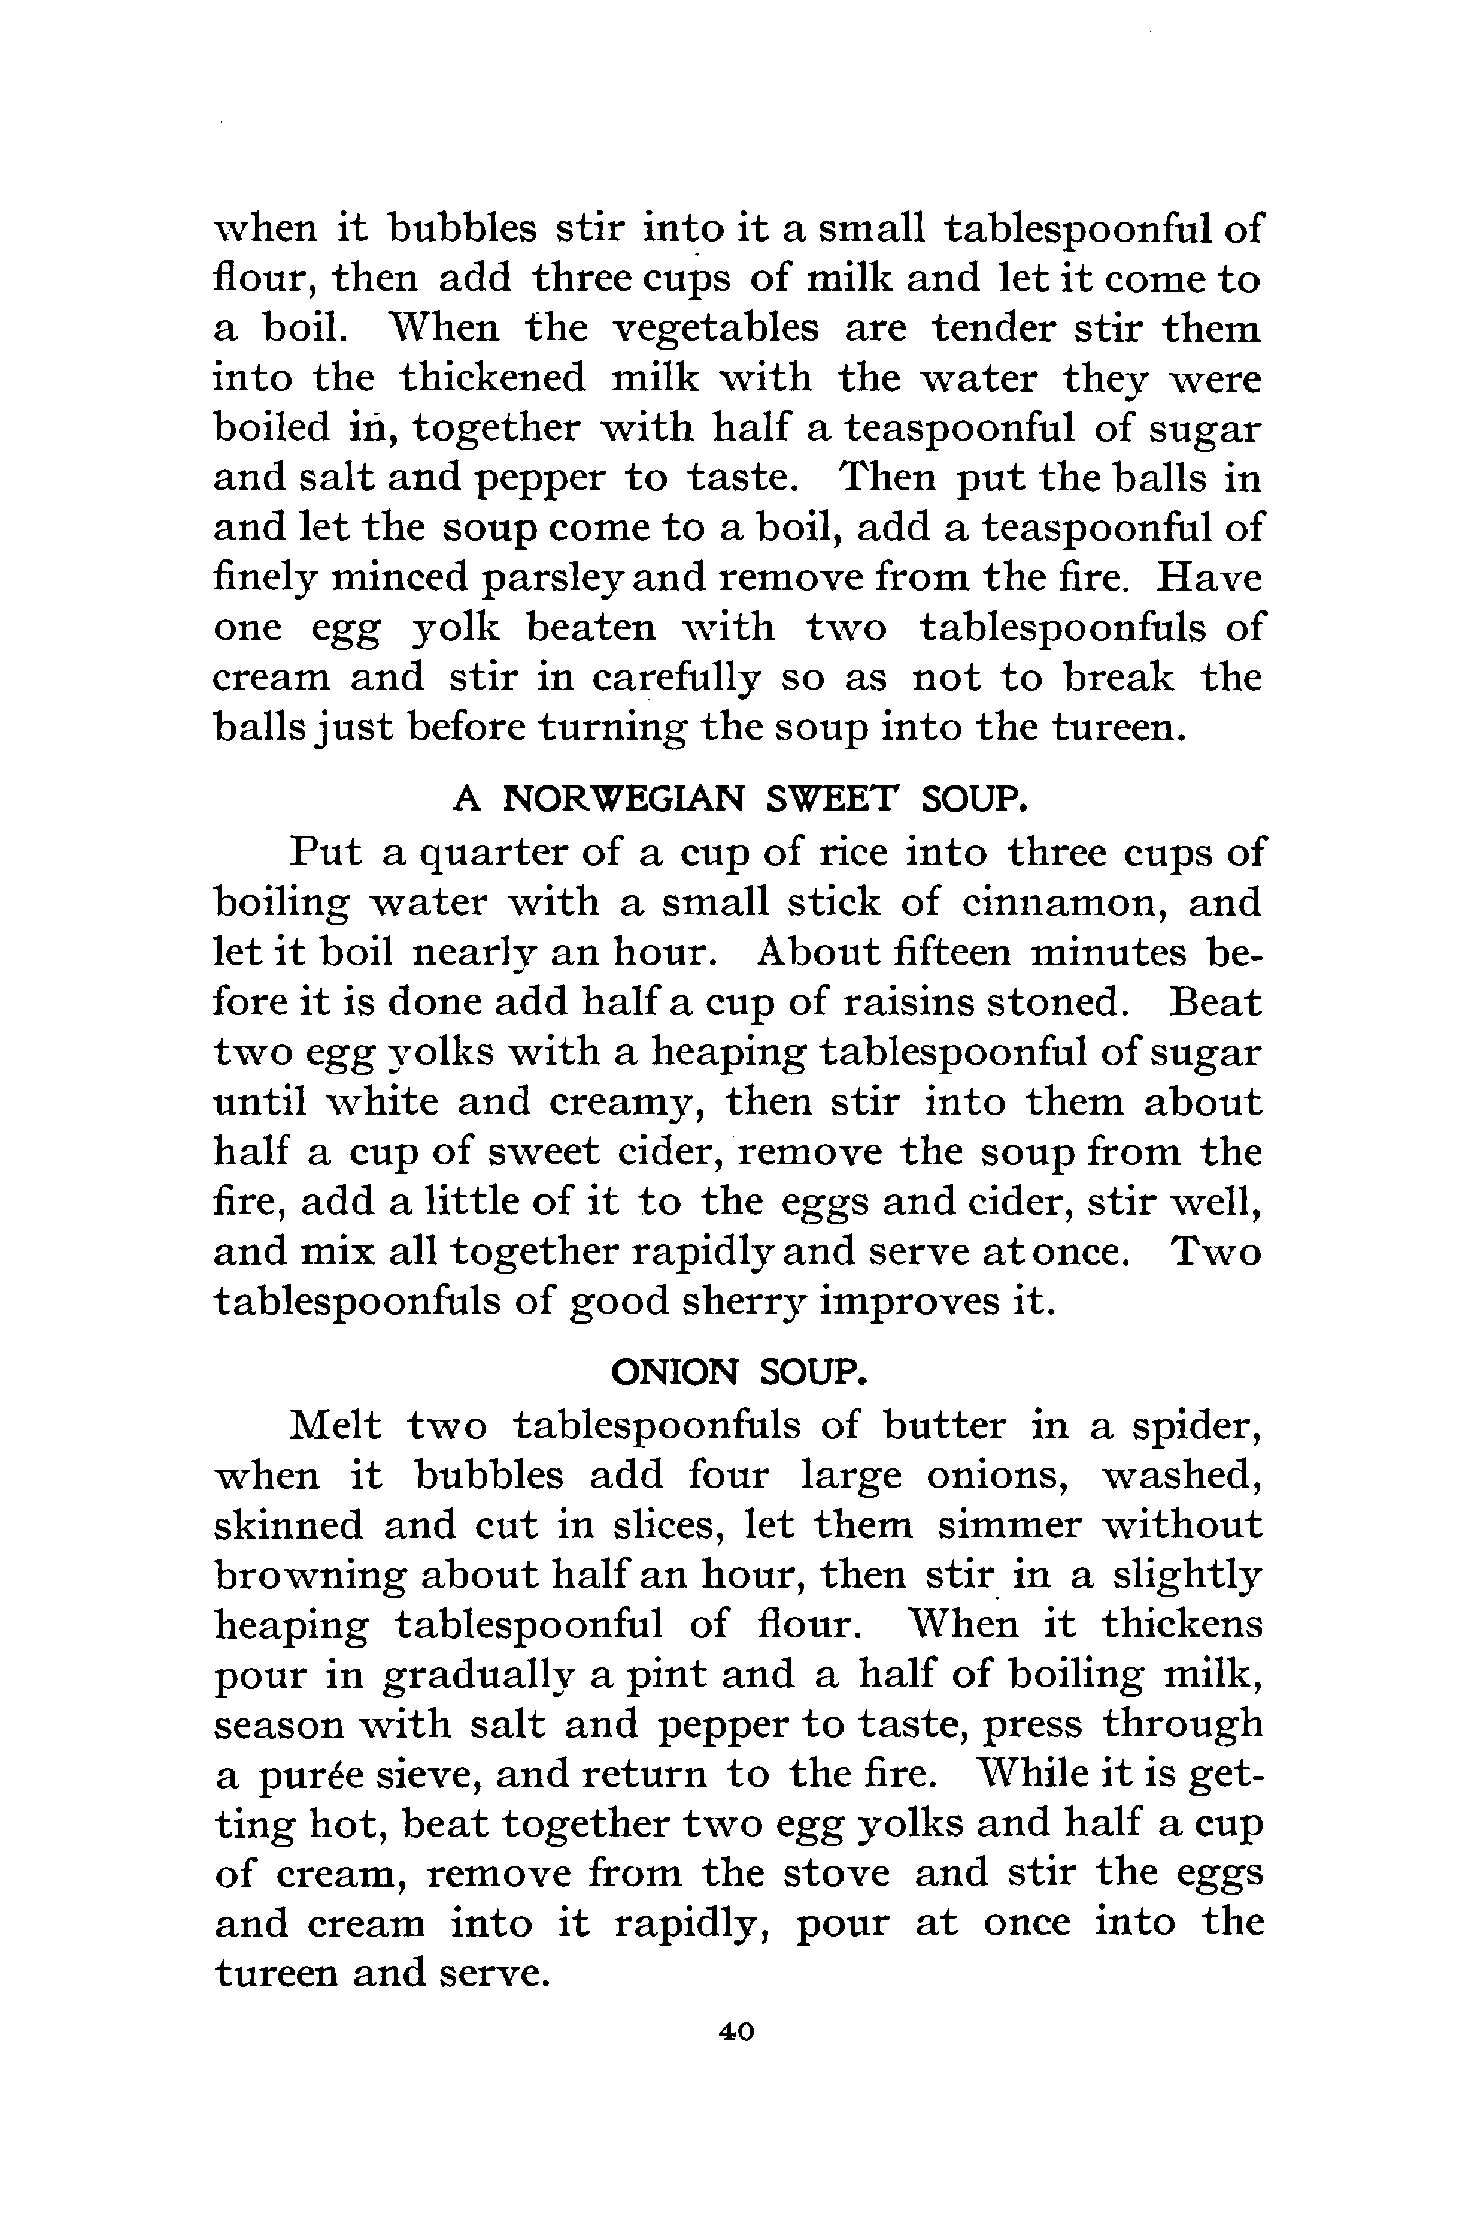 when it bubbles stir into it a small tablespoonful of
flour, then add three cups of milk and let it come to
a boil. When the vegetables are tender stir them
into the thickened milk with the water they were
boiled in, together with half a teaspoonful of sugar
and salt and pepper to taste. Then put the balls in
and let the soup come to a boil, add a teaspoonful of
finely minced parsley and remove from the fire. Have
one egg yolk beaten with two tablespoonfuls of
cream and stir in carefully so as not to break the
balls just before turning the soup into the tureen.
A NORWEGIAN SWEET SOUP.
Put a quarter of a cup of rice into three cups of
boiling water with a small stick of cinnamon, and
let it boil nearly an hour. About fifteen minutes be-
fore it is done add half a cup of raisins stoned. Beat
two egg yolks with a heaping tablespoonful of sugar
until white and creamy, then stir into them about
half a cup of sweet cider, remove the soup from the
fire, add a little of it to the eggs and cider, stir well,
and mix all together rapidly and serve at once. Two
tablespoonfuls of good sherry improves it.
ONION SOUP.
Melt two tablespoonfuls of butter in a spider,
when it bubbles add four large onions, washed,
skinned and cut in slices, let them simmer without
browning about half an hour, then stir in a slightly
heaping tablespoonful of flour. When it thickens
pour in gradually a pint and a half of boiling milk,
season with salt and pepper to taste, press through
a purée sieve, and return to the fire. While it is get-
ting hot, beat together two egg yolks and half a cup
of cream, remove from the stove and stir the eggs
and cream into it rapidly, pour at once into the
tureen and serve.
40